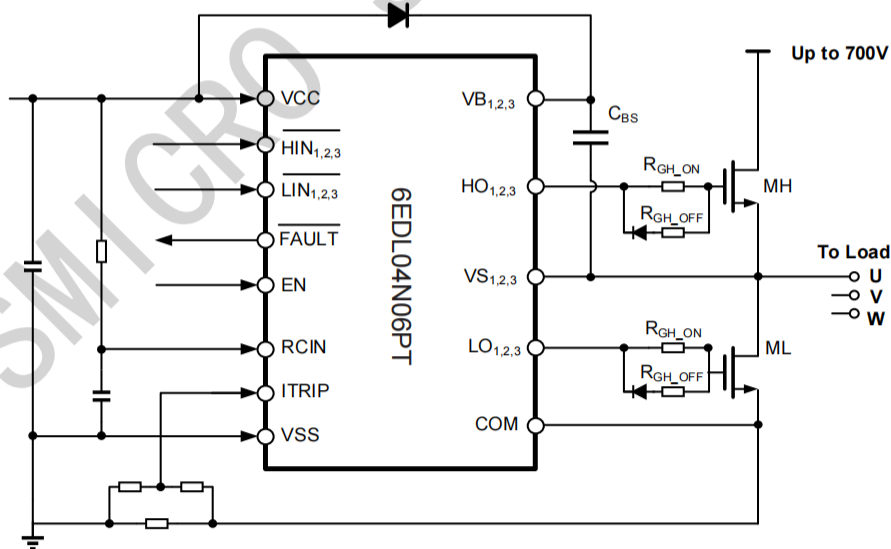 SMICRO
Up to 700V
VCC
VB1,2,3
CBS
HIN1,2,3
RGH_ON
LIN1,2,3
HO1,2,3
MH
RGH_OFF
6EDL04N06PT
FAULT
To Load
EN
VS1,2,3
U
V
W
RGH_ON
RCIN
LO1,2,3
ML
RGH_OFF
ITRIP
COM
VSS